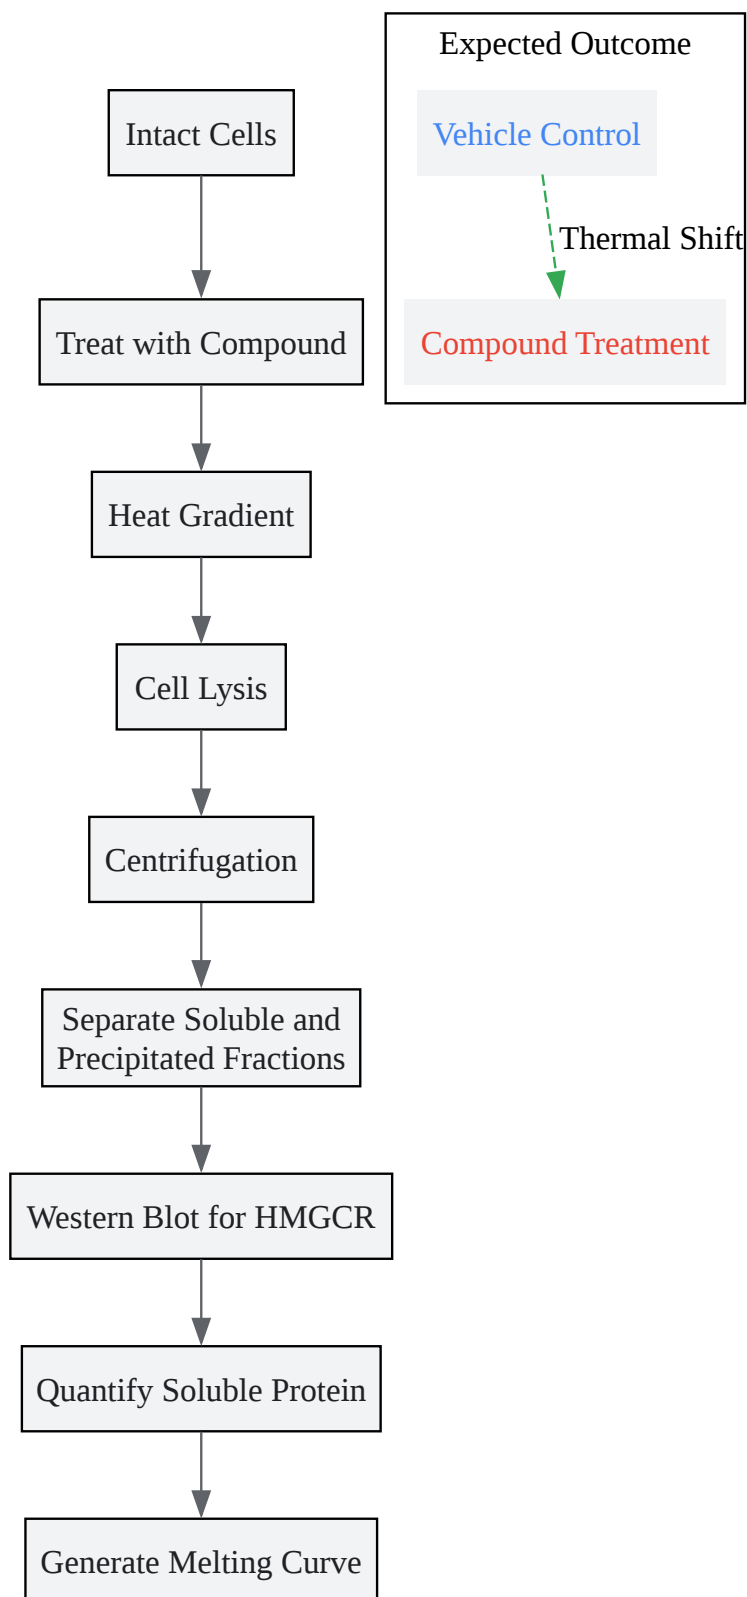 Intact Cells
Treat with Compound
Heat Gradient
Cell Lysis
Centrifugation
Separate Soluble and
Precipitated Fractions
Western Blot for HMGCR
Quantify Soluble Protein
Generate Melting Curve
Expected Outcome
Vehicle Control
Thermal Shift
Compound Treatment